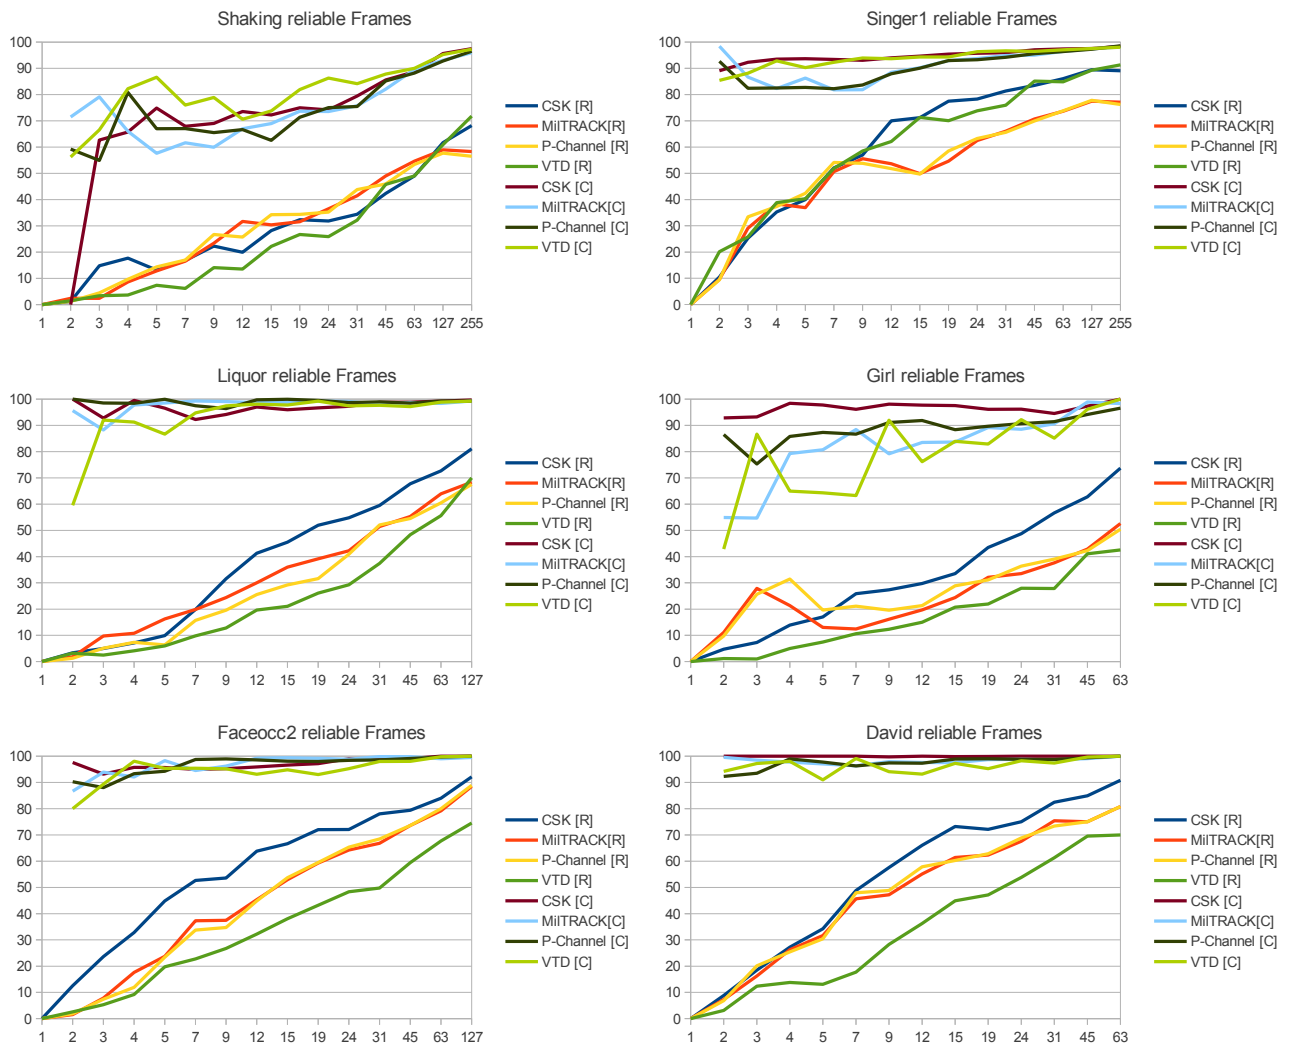 Shaking reliable Frames
100
90
80
70
60
50
40
30
20
10
0
1 2 3 4 5 7 9 12 15 19 24 31 45 63 127 255
CSK [R]
MilTRACK[R]
P-Channel [R]
VTD [R]
CSK [C]
MilTRACK[C]
P-Channel [C]
VTD [C]
Singer1 reliable Frames
100
90
80
70
60
50
40
30
20
10
0
1 2 3 4 5 7 9 12 15 19 24 31 45 63 127 255
CSK [R]
MilTRACK[R]
P-Channel [R]
VTD [R]
CSK [C]
MilTRACK[C]
P-Channel [C]
VTD [C]
Liquor reliable Frames
100
90
80
70
60
50
40
30
20
10
0
1 2 3 4 5 7 9 12 15 19 24 31 45 63 127
CSK [R]
MilTRACK[R]
P-Channel [R]
VTD [R]
CSK [C]
MilTRACK[C]
P-Channel [C]
VTD [C]
Girl reliable Frames
100
90
80
70
60
50
40
30
20
10
0
1 2 3 4 5 7 9 12 15 19 24 31 45 63
CSK [R]
MilTRACK[R]
P-Channel [R]
VTD [R]
CSK [C]
MilTRACK[C]
P-Channel [C]
VTD [C]
Faceocc2 reliable Frames
100
90
80
70
60
50
40
30
20
10
0
1 2 3 4 5 7 9 12 15 19 24 31 45 63 127
CSK [R]
MilTRACK[R]
P-Channel [R]
VTD [R]
CSK [C]
MilTRACK[C]
P-Channel [C]
VTD [C]
David reliable Frames
100
90
80
70
60
50
40
30
20
10
0
1 2 3 4 5 7 9 12 15 19 24 31 45 63
CSK [R]
MilTRACK[R]
P-Channel [R]
VTD [R]
CSK [C]
MilTRACK[C]
P-Channel [C]
VTD [C]